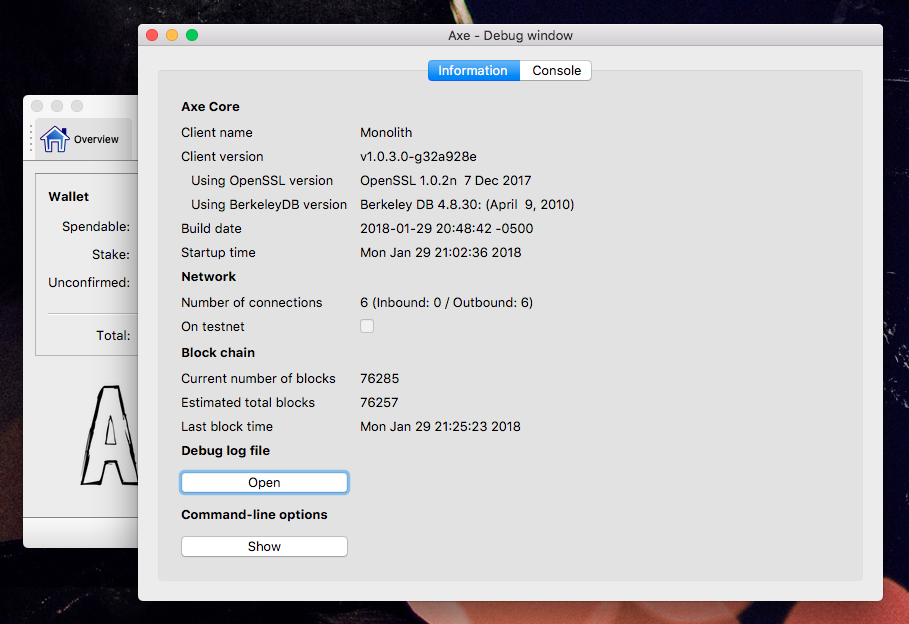 Axe - Debug window
Information Console
Axe Core
Client name Monolith
Client version v1.0.3.0-g32a928e
Using OpenSSL version OpenSSL 1.0.2n  7 Dec 2017
Using BerkeleyDB version Berkeley DB 4.8.30: (April  9, 2010)
Build date 2018-01-29 20:48:42 -0500
Startup time Mon Jan 29 21:02:36 2018
Network
Number of connections 6 (Inbound: 0 / Outbound: 6)
On testnet
Block chain
Current number of blocks 76285
Estimated total blocks 76257
Last block time Mon Jan 29 21:25:23 2018
Debug log file
Open
Command-line options
Show
Overview
Wallet
Spendable:
Stake:
Unconfirmed:
Total:
A